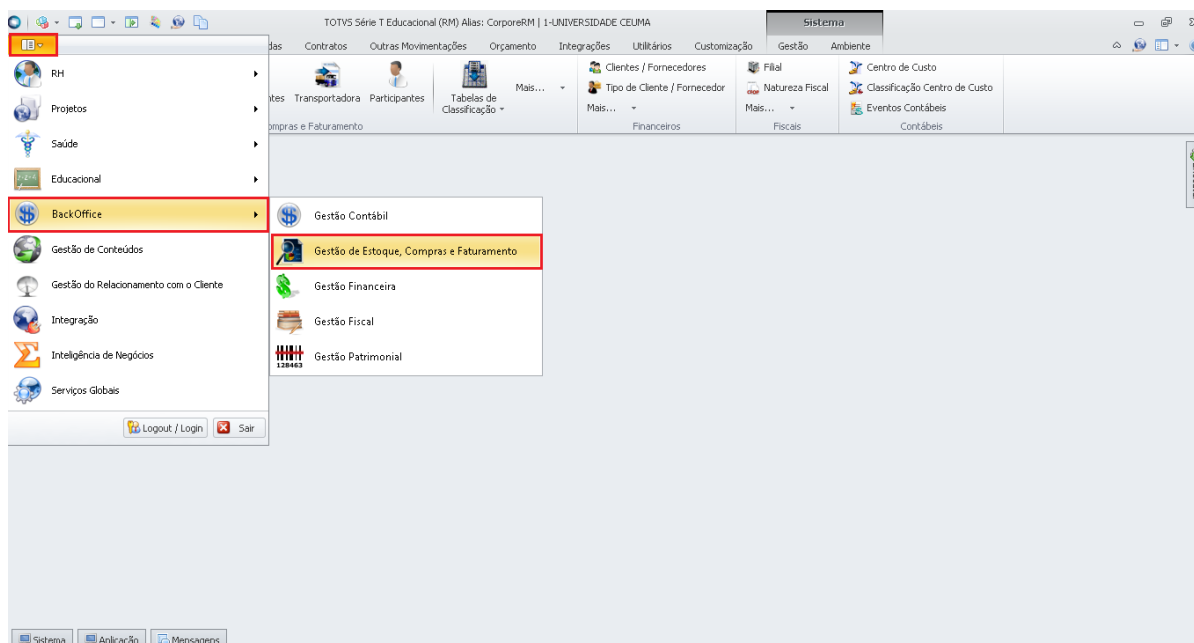 TOTVS Série T Educacional (RM) Alias: CorporeRM | 1-UNIVERSIDADE CEUMA
Sistema
das Contratos Outras Movimentações Orçamento Integrações Utilitários Customização Gestão Ambiente
RH
Projetos
Saúde
Educacional
BackOffice
Gestão de Conteúdos
Gestão do Relacionamento com o Cliente
Integração
Inteligência de Negócios
Serviços Globais
Logout / Login Sair
ntes Transportadora Participantes Tabelas de
Classificação
Mais...
ompras e Faturamento
Clientes / Fornecedores
Tipo de Cliente / Fornecedor
Mais...
Financeiros
Filial
Natureza Fiscal
Mais...
Fiscais
Centro de Custo
Classificação Centro de Custo
Eventos Contábeis
Contábeis
Gestão Contábil
Gestão de Estoque, Compras e Faturamento
Gestão Financeira
Gestão Fiscal
128463
Gestão Patrimonial
Sistema Aplicação Mensagens